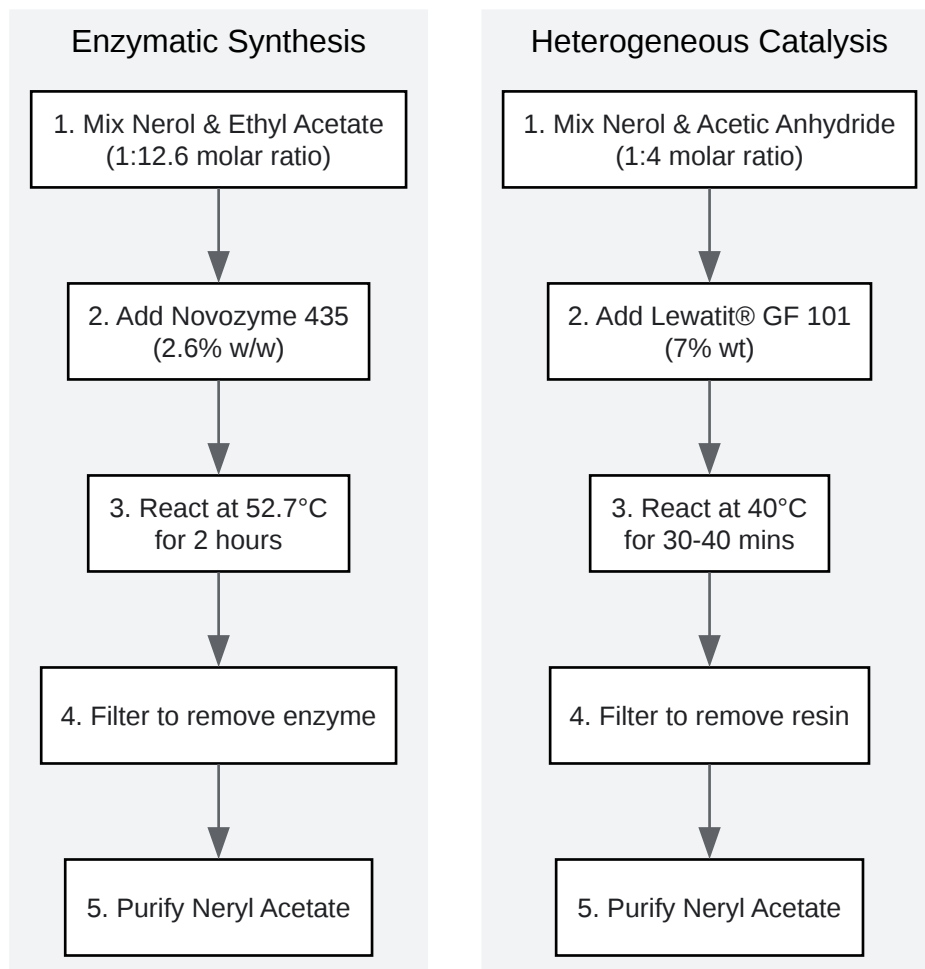 Enzymatic Synthesis
1. Mix Nerol & Ethyl Acetate
(1:12.6 molar ratio)
2. Add Novozyme 435
(2.6% w/w)
3. React at 52.7°C
for 2 hours
4. Filter to remove enzyme
5. Purify Neryl Acetate
Heterogeneous Catalysis
1. Mix Nerol & Acetic Anhydride
(1:4 molar ratio)
2. Add Lewatit® GF 101
(7% wt)
3. React at 40°C
for 30-40 mins
4. Filter to remove resin
5. Purify Neryl Acetate